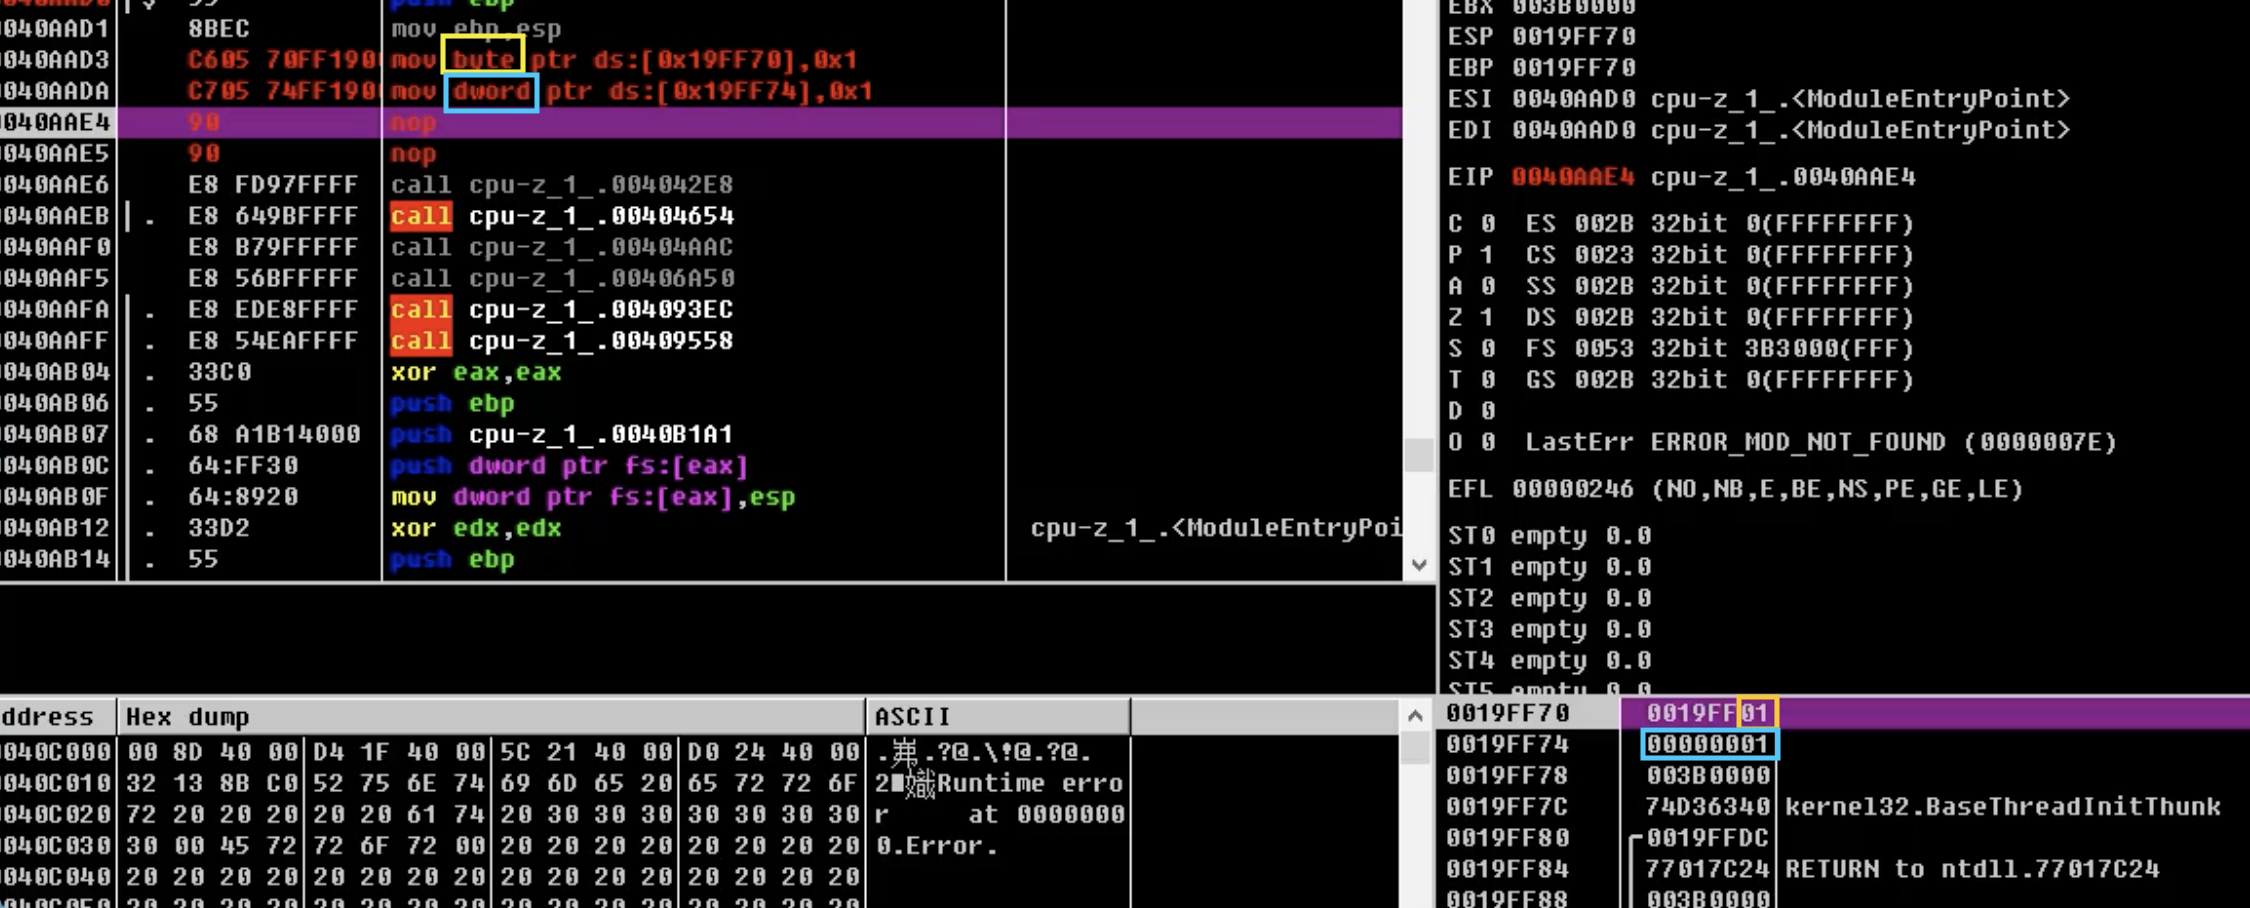 push ebp
040AAD1 8BEC mov ebp,esp
040AAD3 C605 70FF190 mov byte ptr ds:[0x19FF70],0x1
040AADA C705 74FF190 mov dword ptr ds:[0x19FF74],0x1
040AAE4 90 nop
040AAE5 90 nop
040AAE6 E8 FD97FFFF call cpu-z_1_.004042E8
040AAEB . E8 649BFFFF call cpu-z_1_.00404654
040AAF0 E8 B79FFFFF call cpu-z_1_.00404AAC
040AAF5 E8 56BFFFFF call cpu-z_1_.00406A50
040AAFA . E8 EDE8FFFF call cpu-z_1_.004093EC
040AAFF . E8 54EAFFFF call cpu-z_1_.00409558
040AB04 . 33C0 xor eax,eax
040AB06 . 55 push ebp
040AB07 . 68 A1B14000 push cpu-z_1_.0040B1A1
040AB0C . 64:FF30 push dword ptr fs:[eax]
040AB0F . 64:8920 mov dword ptr fs:[eax],esp
040AB12 . 33D2 xor edx,edx cpu-z_1_.<ModuleEntryPoi
040AB14 . 55 push ebp
EBX 003B0000
ESP 0019FF70
EBP 0019FF70
ESI 0040AAD0 cpu-z_1_.<ModuleEntryPoint>
EDI 0040AAD0 cpu-z_1_.<ModuleEntryPoint>
EIP 0040AAE4 cpu-z_1_.0040AAE4
C 0 ES 002B 32bit 0(FFFFFFFF)
P 1 CS 0023 32bit 0(FFFFFFFF)
A 0 SS 002B 32bit 0(FFFFFFFF)
Z 1 DS 002B 32bit 0(FFFFFFFF)
S 0 FS 0053 32bit 3B3000(FFF)
T 0 GS 002B 32bit 0(FFFFFFFF)
D 0
O 0 LastErr ERROR_MOD_NOT_FOUND (0000007E)
EFL 00000246 (NO,NB,E,BE,NS,PE,GE,LE)
ST0 empty 0.0
ST1 empty 0.0
ST2 empty 0.0
ST3 empty 0.0
ST4 empty 0.0
ST5 empty 0.0
ddress Hex dump ASCII
040C000 00 8D 40 00 D4 1F 40 00 5C 21 40 00 D0 24 40 00 .?@.\!@.?@.
040C010 32 13 8B C0 52 75 6E 74 69 6D 65 20 65 72 72 6F Runtime erro
040C020 72 20 20 20 20 20 61 74 20 30 30 30 30 30 30 30 r at 0000000
040C030 30 00 45 72 72 6F 72 00 20 20 20 20 20 20 20 20 0.Error.
040C040 20 20 20 20 20 20 20 20 20 20 20 20 20 20 20 20
0019FF70 0019FF01
0019FF74 00000001
0019FF78 003B0000
0019FF7C 74D36340 kernel32.BaseThreadInitThunk
0019FF80 0019FFDC
0019FF84 77017C24 RETURN to ntdll.77017C24
0019FF88 003B0000